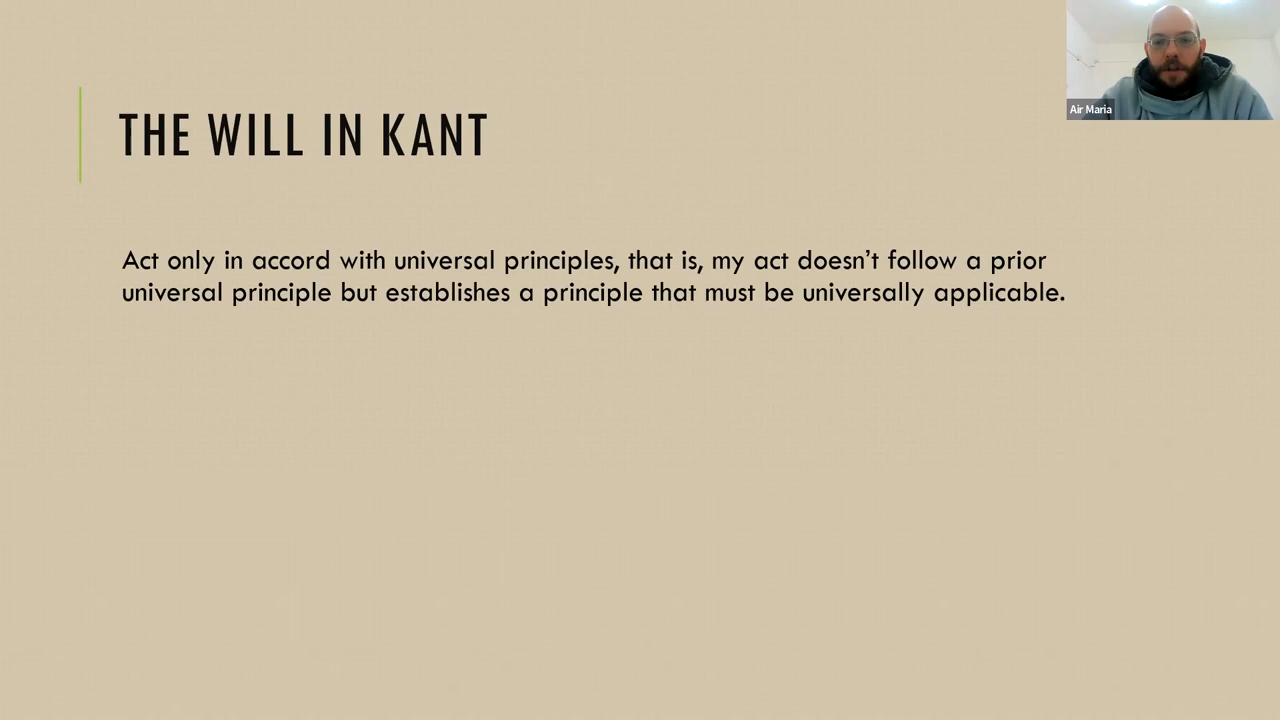 THE WILL IN KANT
Act only in accord with universal principles, that is, my act doesn’t follow a prior
universal principle but establishes a principle that must be universally applicable.
Air Maria